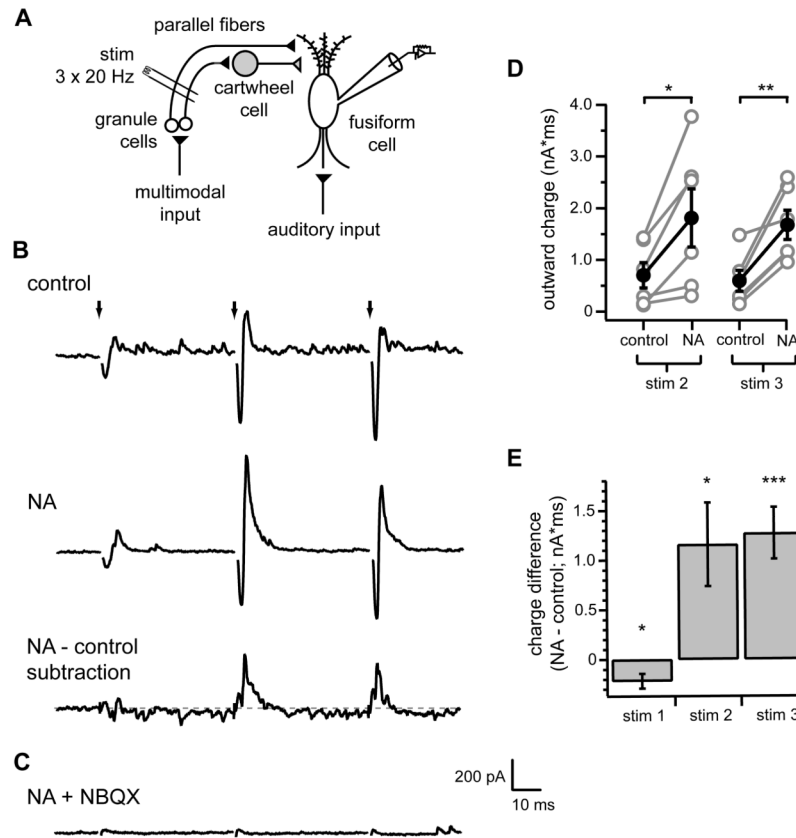 A
parallel fibers
stim
3 x 20 Hz
cartwheel
cell
granule
cells
fusiform
cell
multimodal
input
auditory input
B
control
NA
NA - control
subtraction
C
NA + NBQX
200 pA
10 ms
D
* **
outward charge (nA*ms)
4.0
3.0
2.0
1.0
0
control NA control NA
stim 2 stim 3
E
charge difference
(NA - control; nA*ms)
* * ***
1.5
1.0
0.5
0
stim 1 stim 2 stim 3